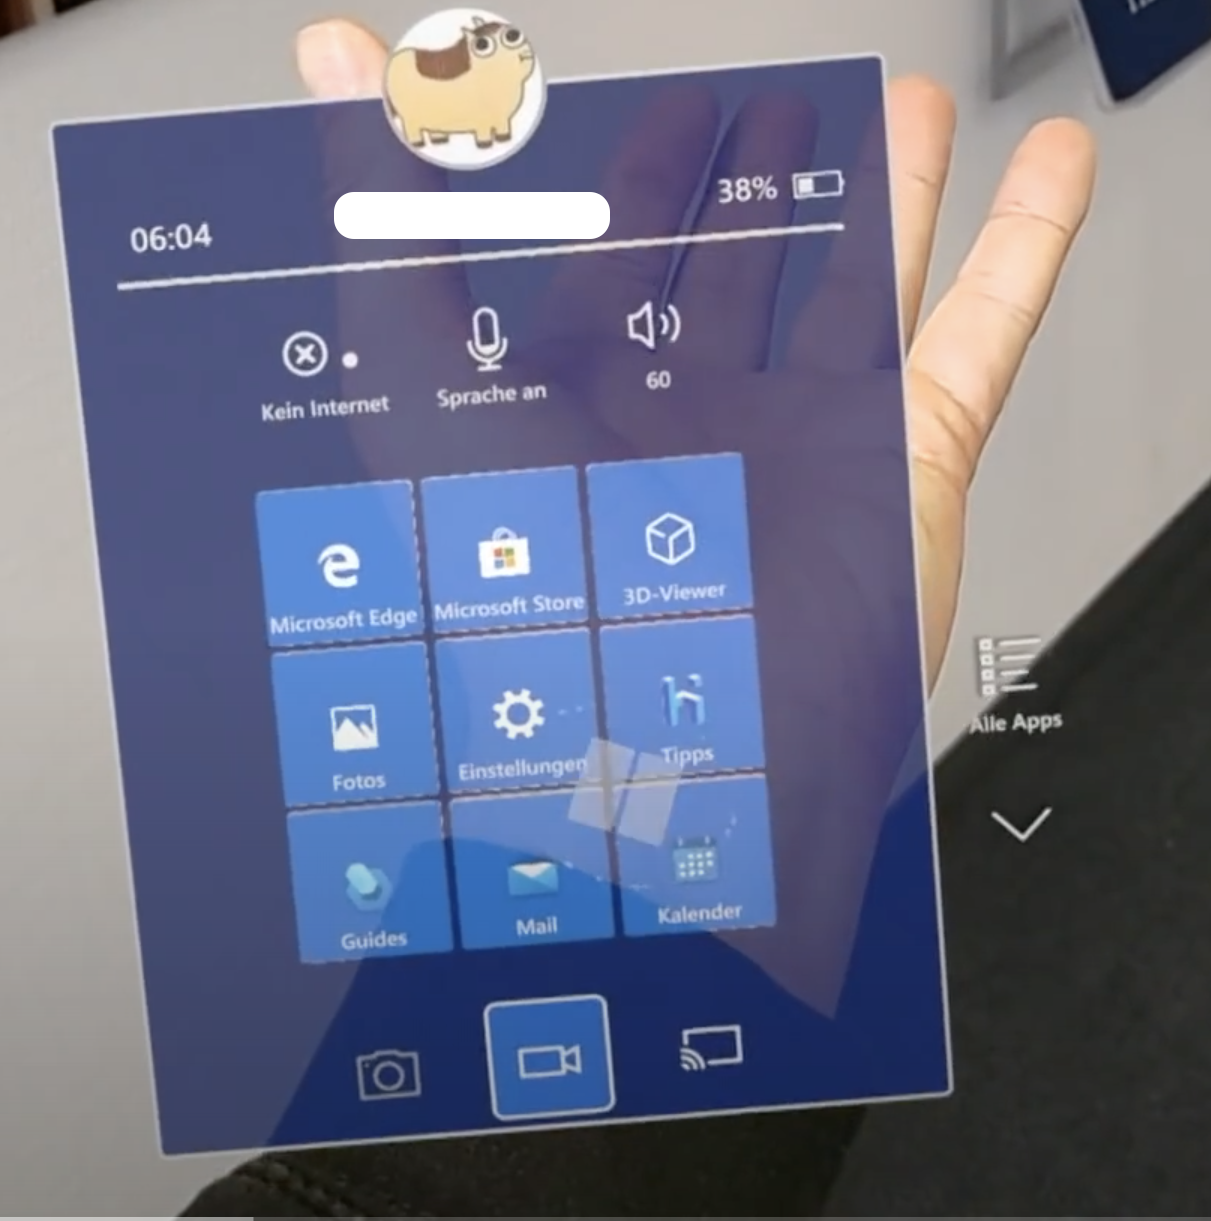 06:04
38%
Kein Internet
Sprache an
60
Microsoft Edge
Microsoft Store
3D-Viewer
Fotos
Einstellungen
Tipps
Guides
Mail
Kalender
Alle Apps